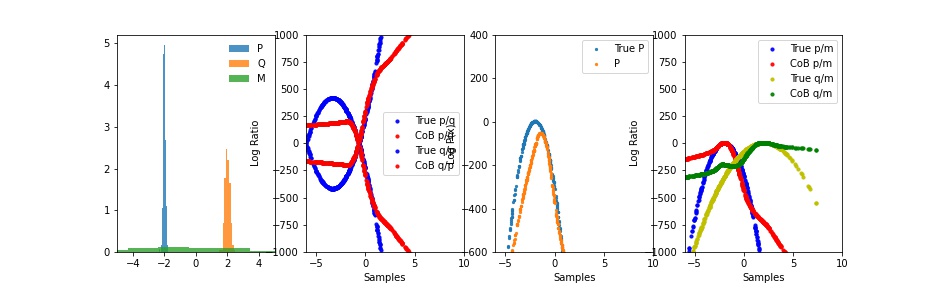 5
4
3
2
1
0
−4
−2
0
2
4
P
Q
M
Log Ratio
1000
750
500
250
0
−250
−500
−750
−1000
−5
0
5
10
Samples
True p/q
CoB p/q
True q/p
CoB q/p
400
200
0
−200
−400
−600
−5
0
5
10
Samples
True P
P
Log Ratio
1000
750
500
250
0
−250
−500
−750
−1000
−5
0
5
10
Samples
True p/m
CoB p/m
True q/m
CoB q/m